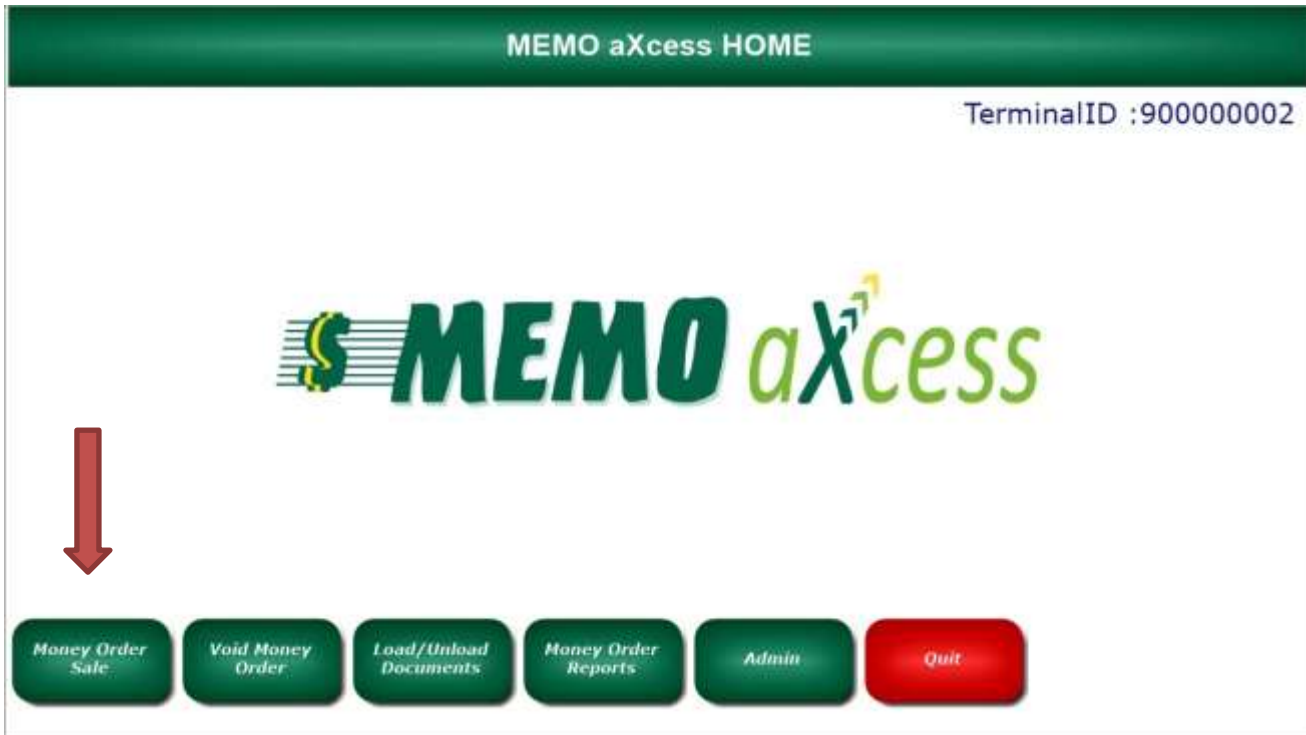 MEMO aXcess HOME
TerminalID :900000002
$ MEMO aXcess
Money Order
Sale
Void Money
Order
Load/Unload
Documents
Money Order
Reports
Admin
Quit